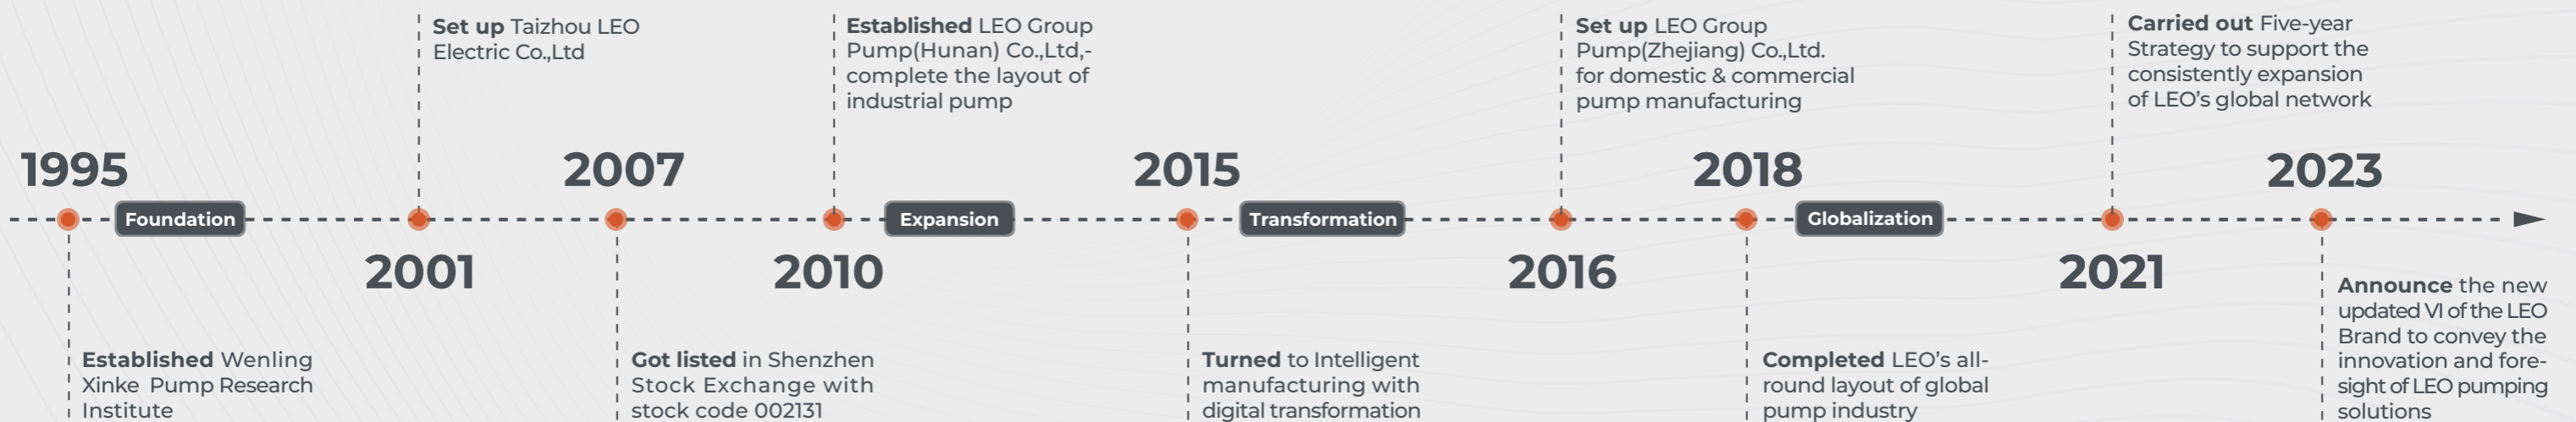 Set up Taizhou LEO
Electric Co.,Ltd
Established LEO Group
Pump(Hunan) Co.,Ltd,-
complete the layout of
industrial pump
Set up LEO Group
Pump(Zhejiang) Co.,Ltd.
for domestic & commercial
pump manufacturing
Carried out Five-year
Strategy to support the
consistently expansion
of LEO’s global network
1995
2007
2015
2018
2023
Foundation
Expansion
Transformation
Globalization
2001
2010
2016
2021
Established Wenling
Xinke Pump Research
Institute
Got listed in Shenzhen
Stock Exchange with
stock code 002131
Turned to Intelligent
manufacturing with
digital transformation
Completed LEO’s all-
round layout of global
pump industry
Announce the new
updated VI of the LEO
Brand to convey the
innovation and fore-
sight of LEO pumping
solutions